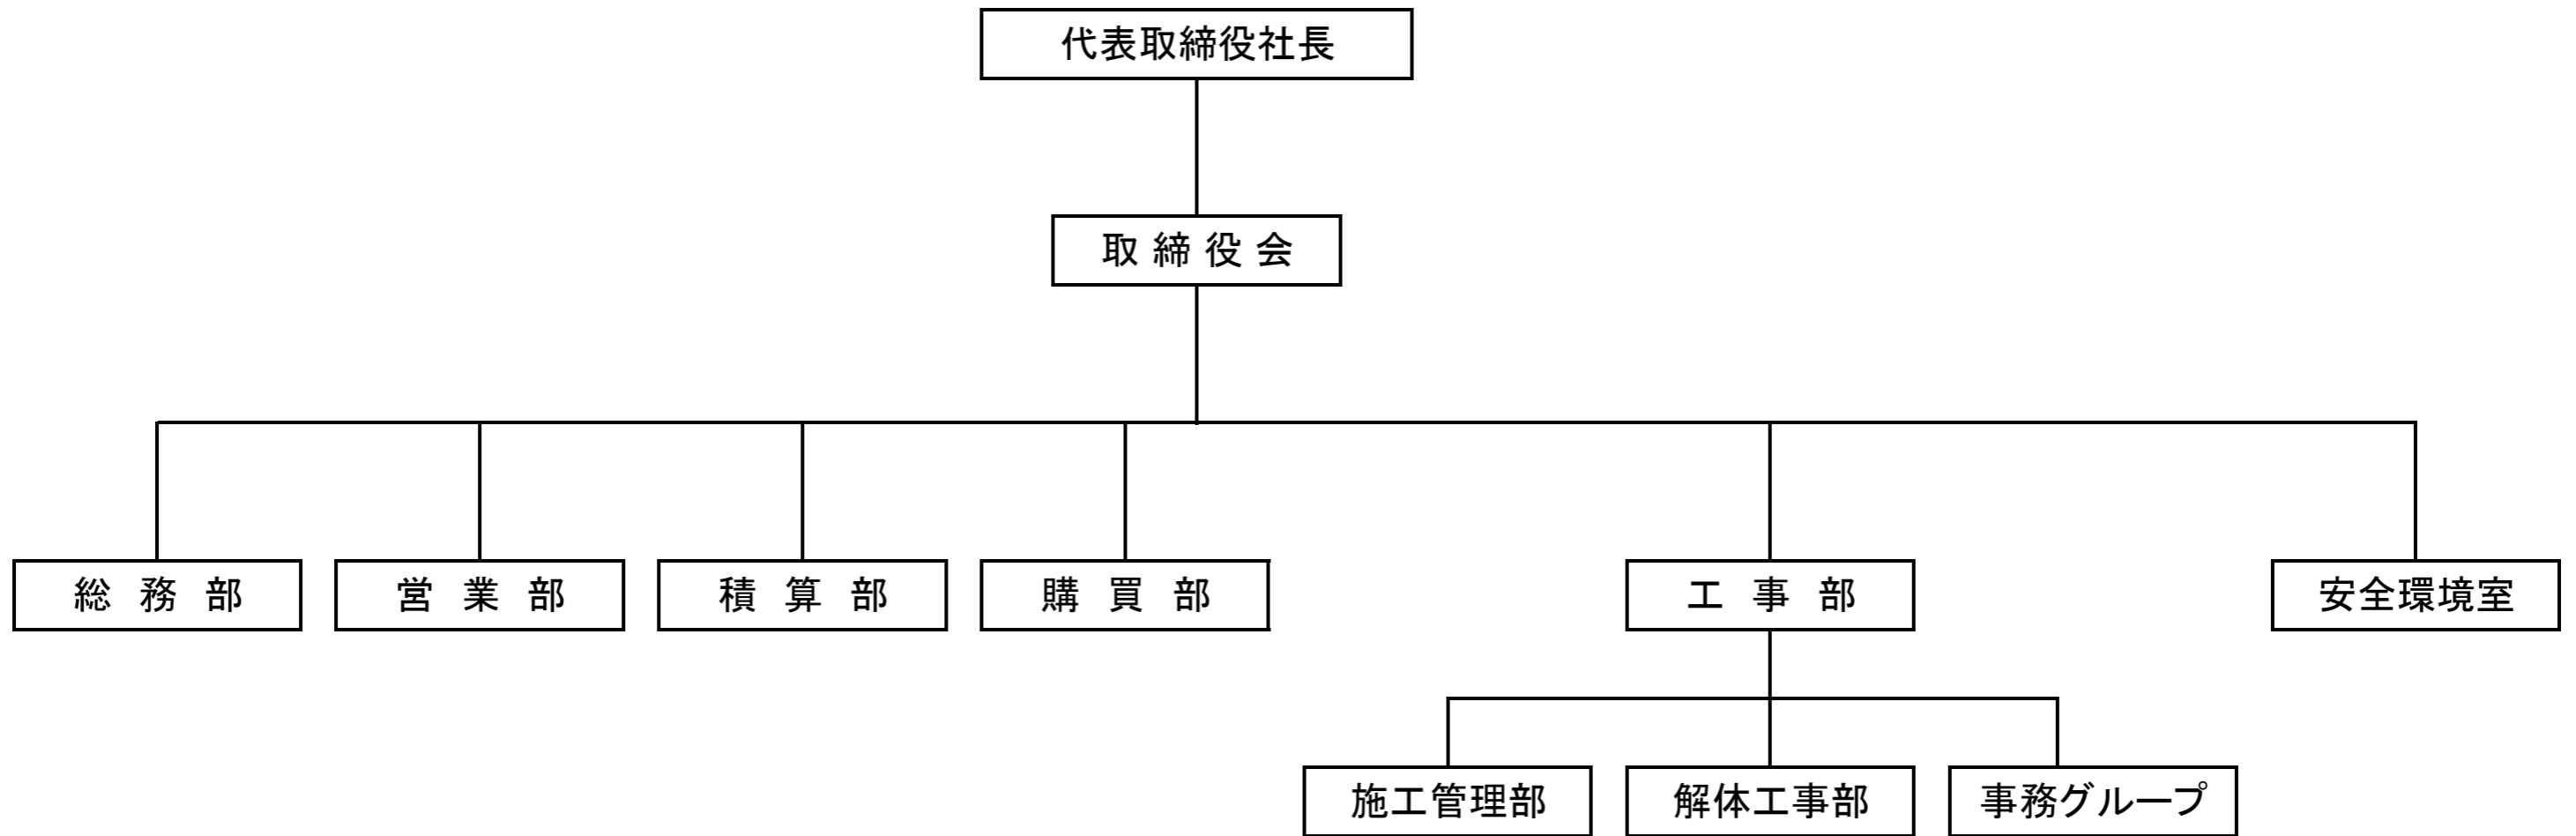 代表取締役社長
取締役会
総務部
営業部
積算部
購買部
工事部
安全環境室
施工管理部
解体工事部
事務グループ